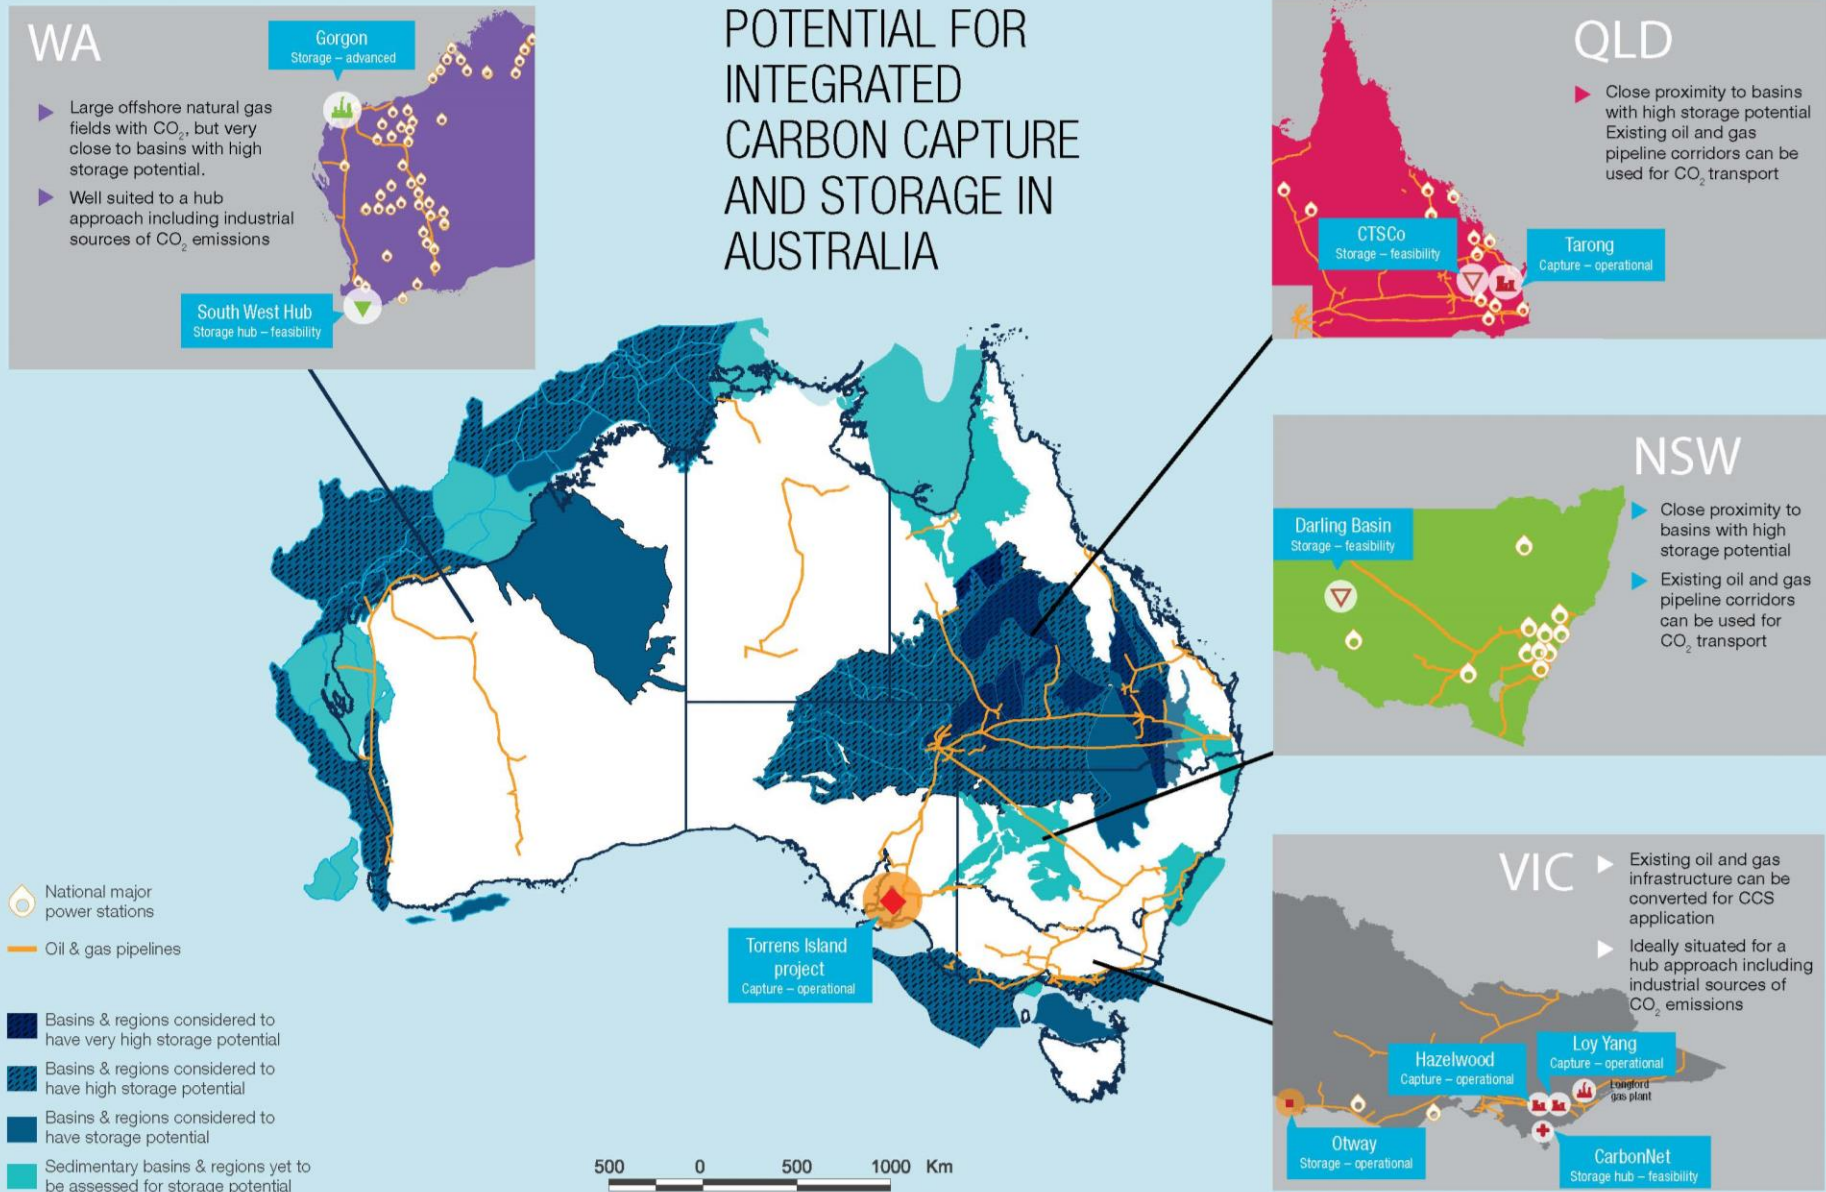 POTENTIAL FOR
INTEGRATED
CARBON CAPTURE
AND STORAGE IN
AUSTRALIA
WA
Gorgon
Storage – advanced
Large offshore natural gas
fields with CO₂, but very
close to basins with high
storage potential.
Well suited to a hub
approach including industrial
sources of CO₂ emissions
South West Hub
Storage hub – feasibility
QLD
Close proximity to basins
with high storage potential
Existing oil and gas
pipeline corridors can be
used for CO₂ transport
CTSCo
Storage – feasibility
Tarong
Capture – operational
NSW
Close proximity to
basins with high
storage potential
Existing oil and gas
pipeline corridors
can be used for
CO₂ transport
Darling Basin
Storage – feasibility
VIC
Existing oil and gas
infrastructure can be
converted for CCS
application
Ideally situated for a
hub approach including
industrial sources of
CO₂ emissions
Hazelwood
Capture – operational
Loy Yang
Capture – operational
Longford
gas plant
Otway
Storage – operational
CarbonNet
Storage hub – feasibility
Torrens Island
project
Capture – operational
National major
power stations
Oil & gas pipelines
Basins & regions considered to
have very high storage potential
Basins & regions considered to
have high storage potential
Basins & regions considered to
have storage potential
Sedimentary basins & regions yet to
be assessed for storage potential
500 0 500 1000 Km